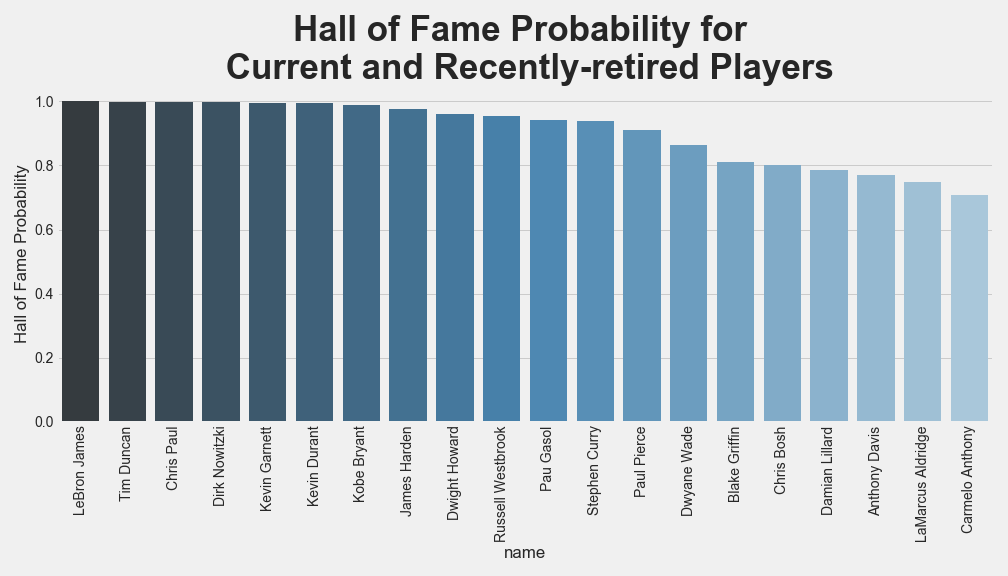 Hall of Fame Probability for
Current and Recently-retired Players
Hall of Fame Probability
1.0
0.8
0.6
0.4
0.2
0.0
LeBron James
Tim Duncan
Chris Paul
Dirk Nowitzki
Kevin Garnett
Kevin Durant
Kobe Bryant
James Harden
Dwight Howard
Russell Westbrook
Pau Gasol
Stephen Curry
Paul Pierce
Dwyane Wade
Blake Griffin
Chris Bosh
Damian Lillard
Anthony Davis
LaMarcus Aldridge
Carmelo Anthony
name